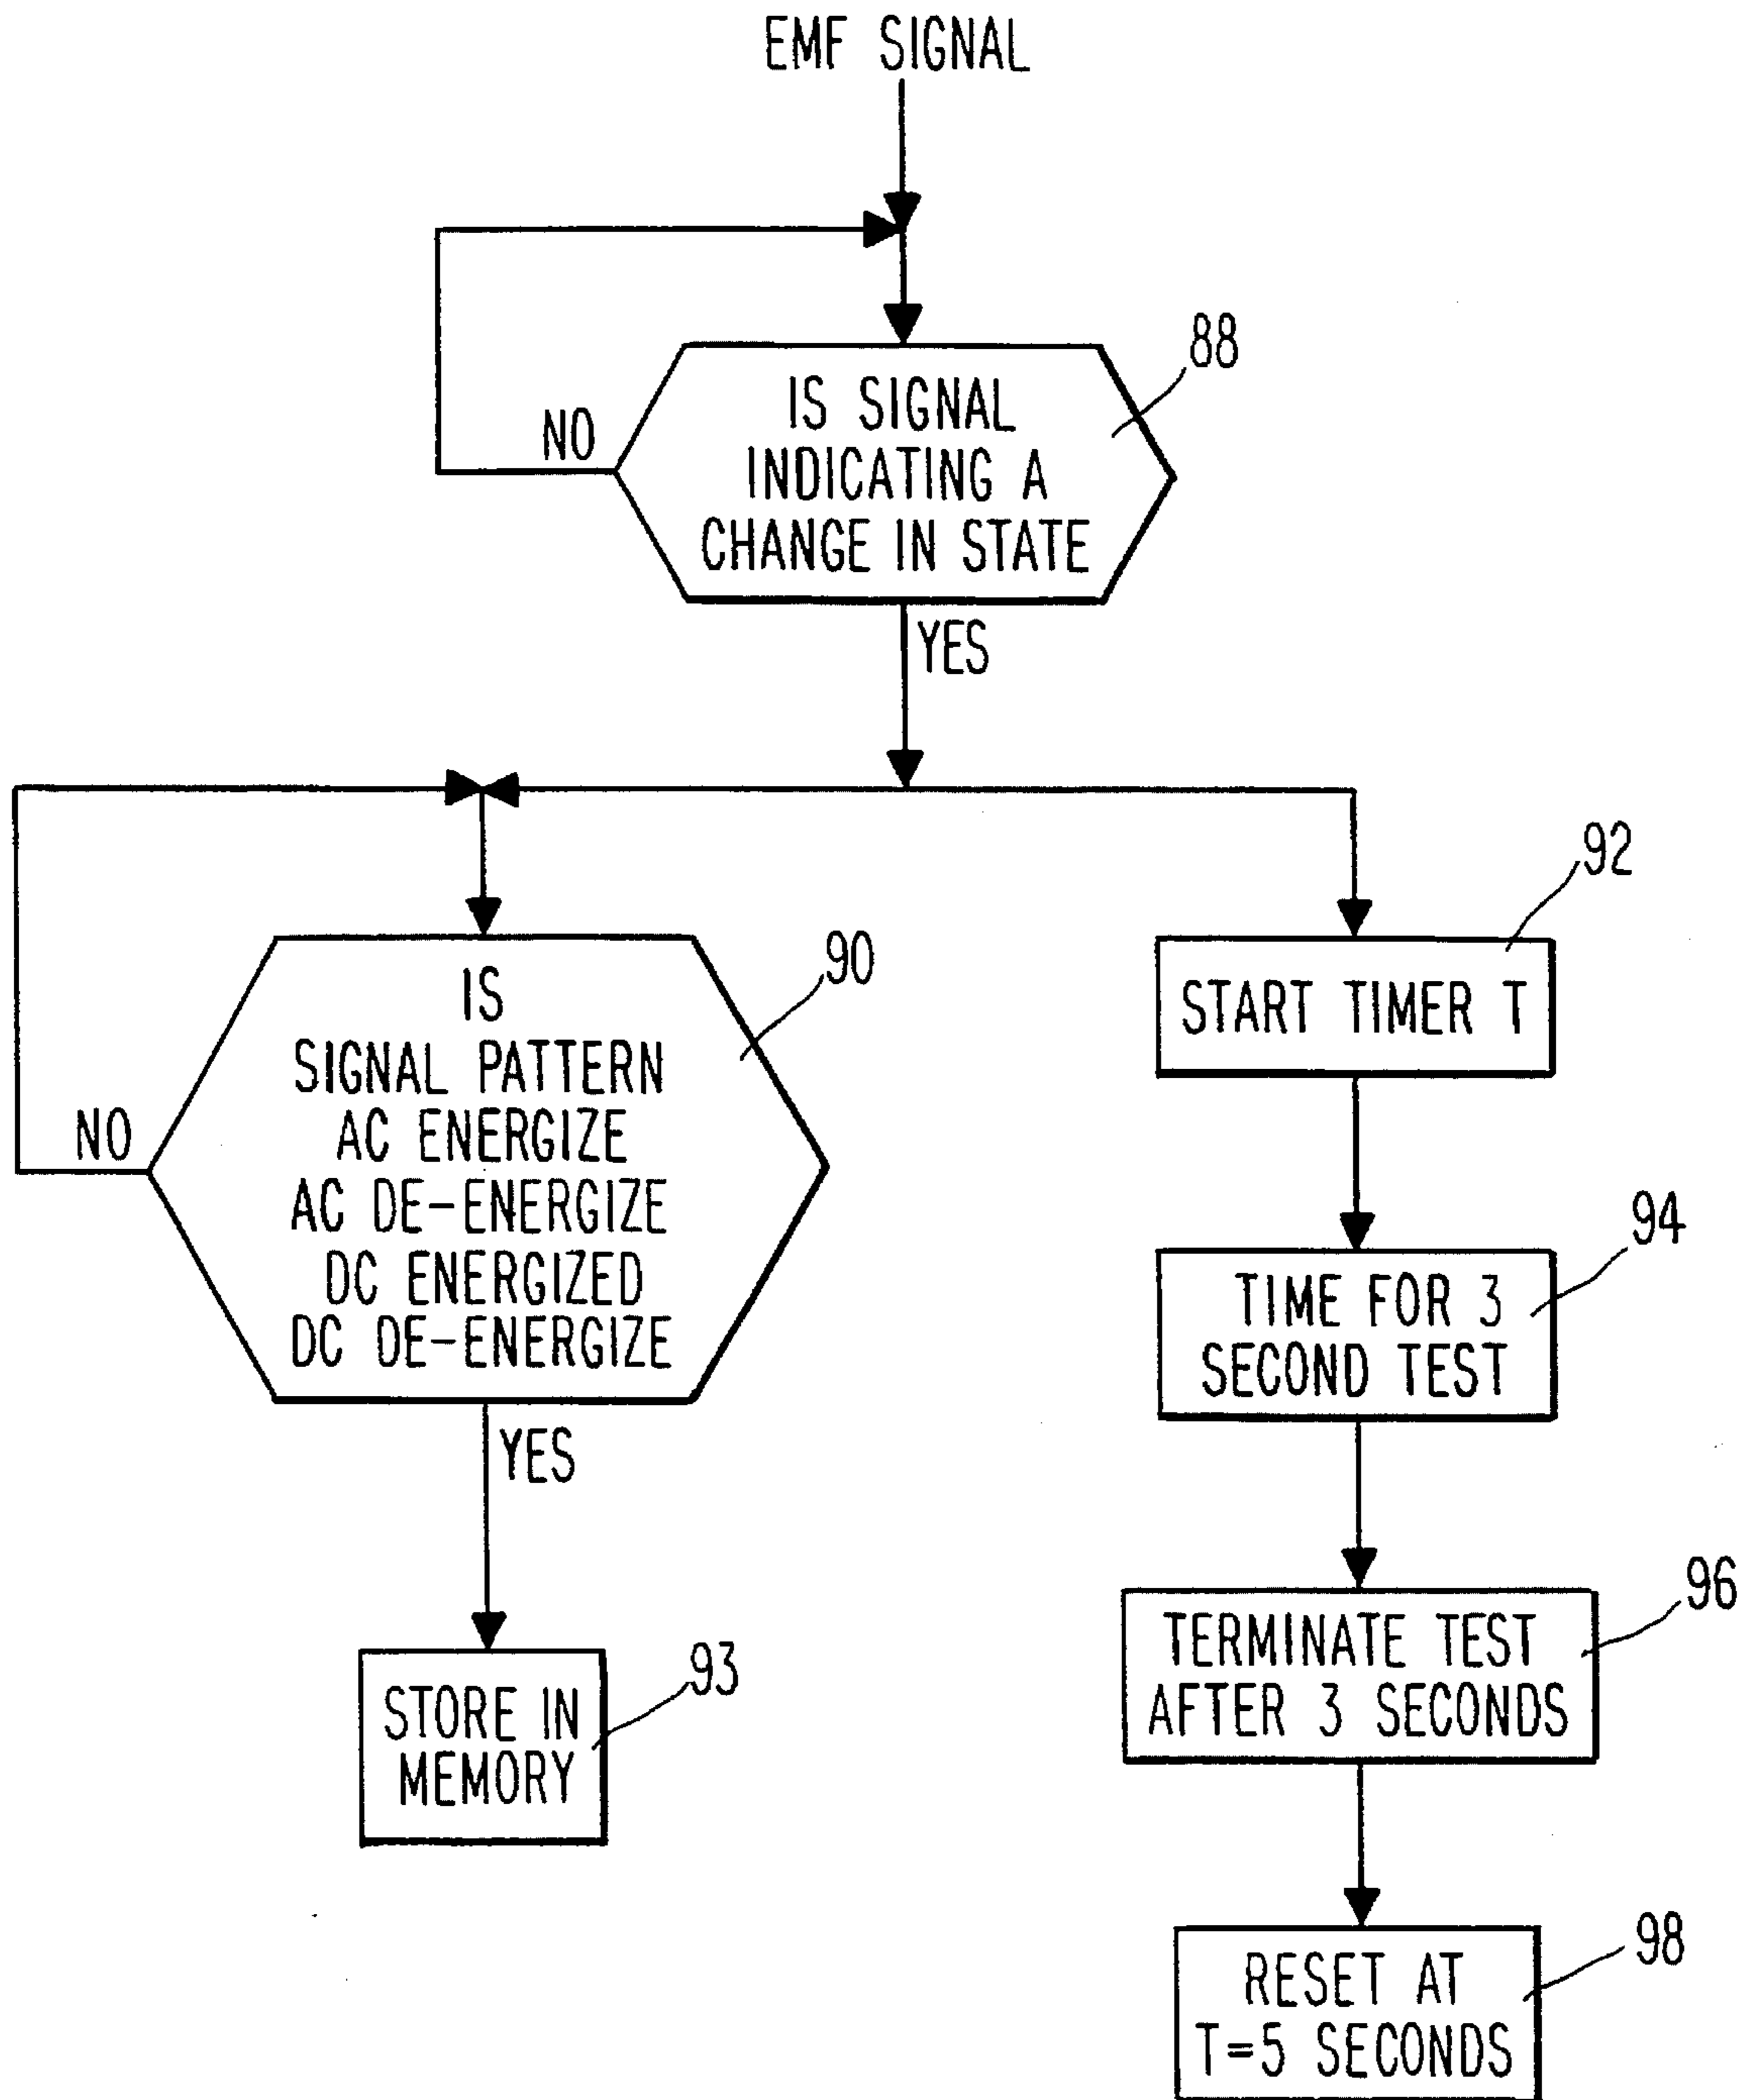 EMF SIGNAL
88
IS SIGNAL
INDICATING A
CHANGE IN STATE
NO
YES
92
90
IS
SIGNAL PATTERN
AC ENERGIZE
AC DE-ENERGIZE
DC ENERGIZED
DC DE-ENERGIZE
NO
YES
START TIMER T
94
TIME FOR 3
SECOND TEST
93
STORE IN
MEMORY
96
TERMINATE TEST
AFTER 3 SECONDS
98
RESET AT
T=5 SECONDS